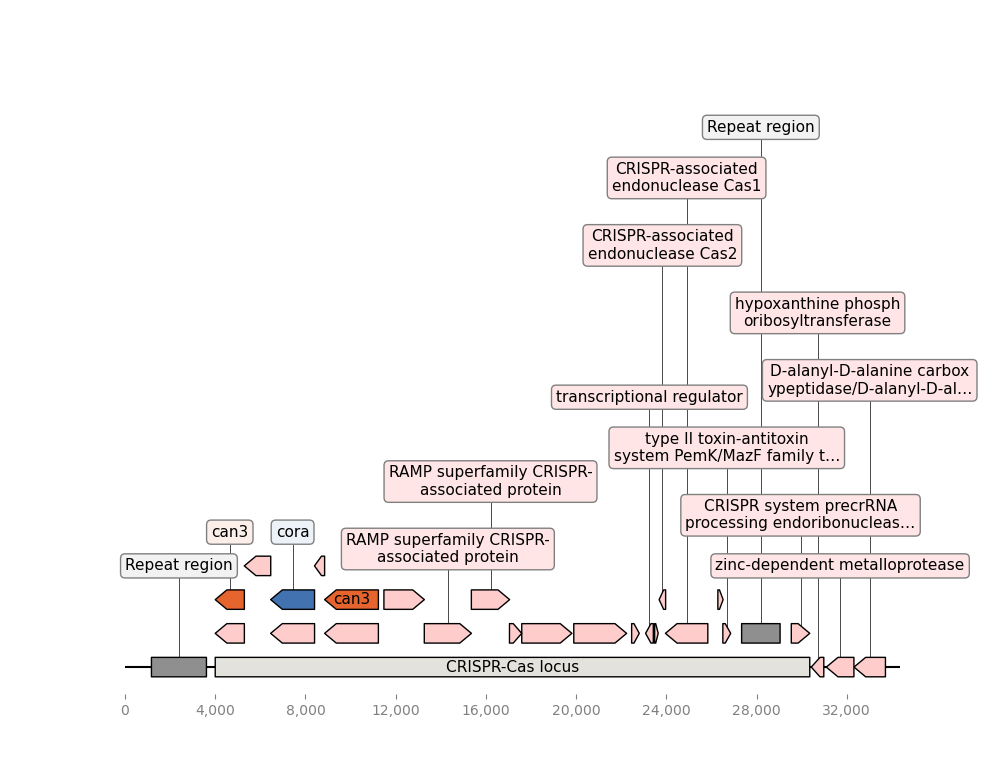 Repeat region
CRISPR-associated
endonuclease Cas1
CRISPR-associated
endonuclease Cas2
hypoxanthine phosph
oribosyltransferase
D-alanyl-D-alanine carbox
ypeptidase/D-alanyl-D-al...
transcriptional regulator
type II toxin-antitoxin
system PemK/MazF family t...
RAMP superfamily CRISPR-
associated protein
CRISPR system precrRNA
processing endoribonucleas...
can3
cora
RAMP superfamily CRISPR-
associated protein
Repeat region
zinc-dependent metalloprotease
can3
CRISPR-Cas locus
0
4,000
8,000
12,000
16,000
20,000
24,000
28,000
32,000